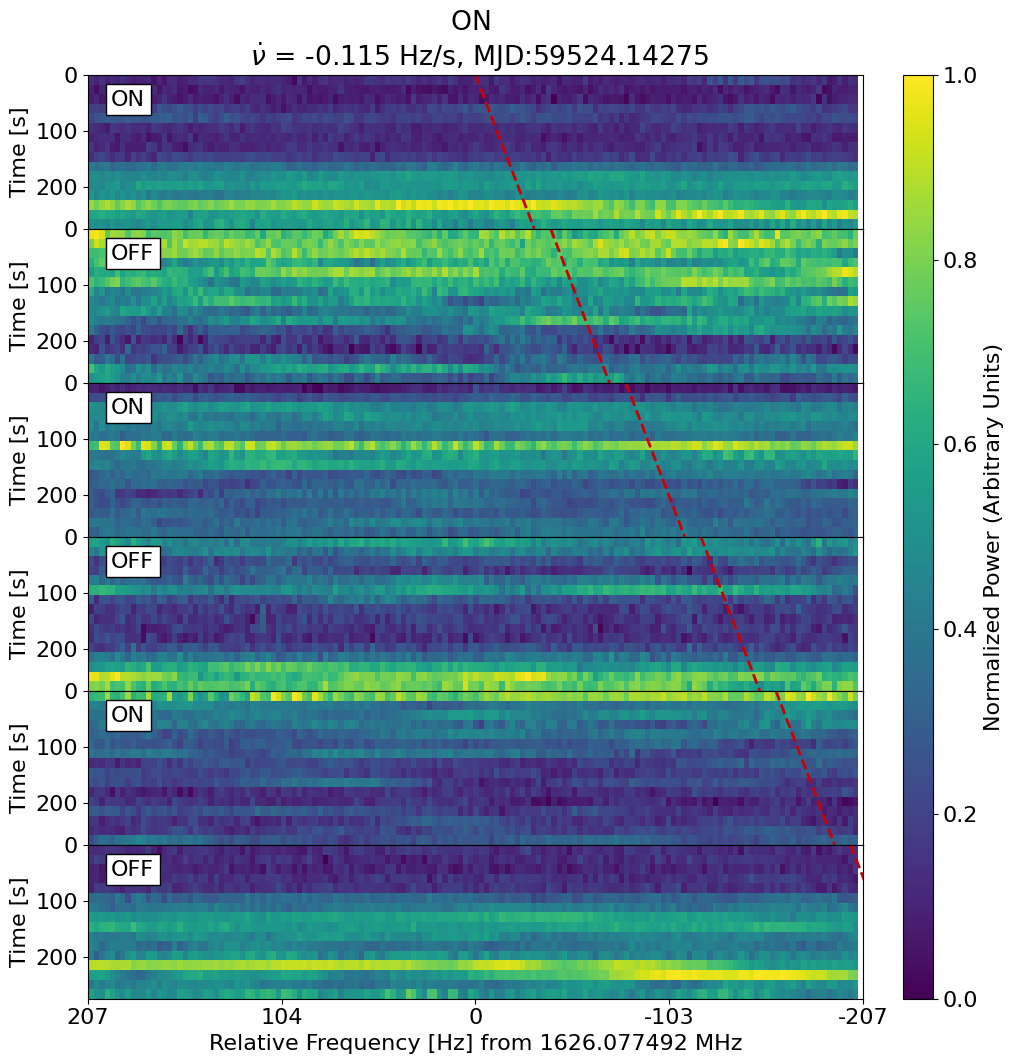 ON
ν̇ = -0.115 Hz/s, MJD:59524.14275
0
100
200
Time [s]
ON
0
100
200
Time [s]
OFF
0
100
200
Time [s]
ON
0
100
200
Time [s]
OFF
0
100
200
Time [s]
ON
0
100
200
Time [s]
OFF
207 104 0 -103 -207
Relative Frequency [Hz] from 1626.077492 MHz
1.0
0.8
0.6
0.4
0.2
0.0
Normalized Power (Arbitrary Units)